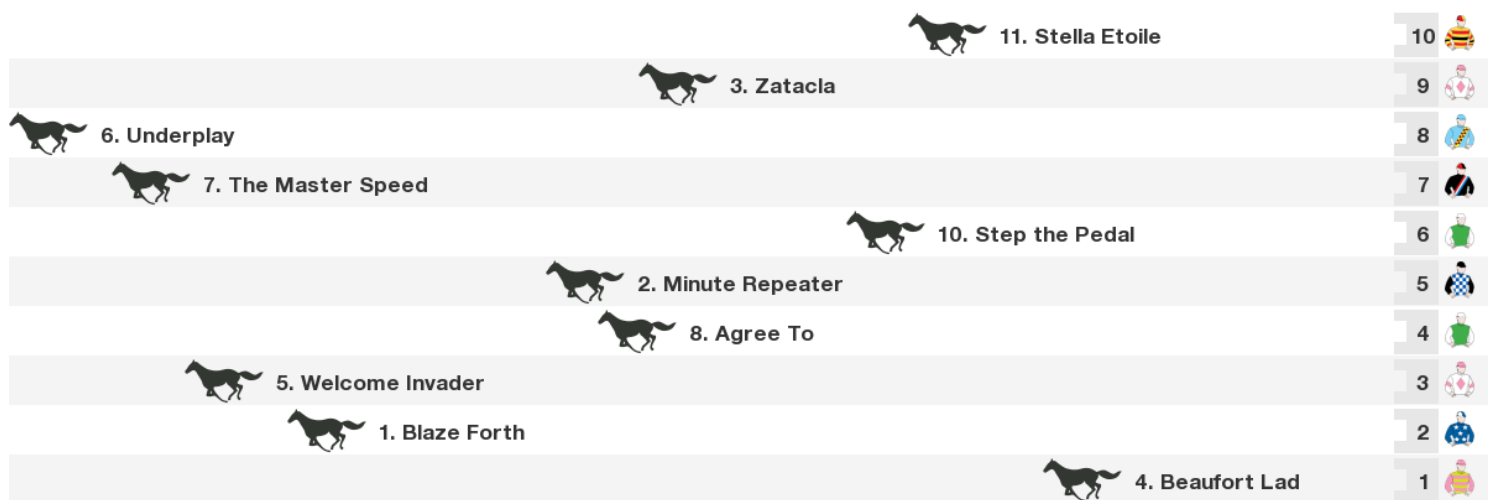 11. Stella Etoile 10
3. Zatacla 9
6. Underplay 8
7. The Master Speed 7
10. Step the Pedal 6
2. Minute Repeater 5
8. Agree To 4
5. Welcome Invader 3
1. Blaze Forth 2
4. Beaufort Lad 1